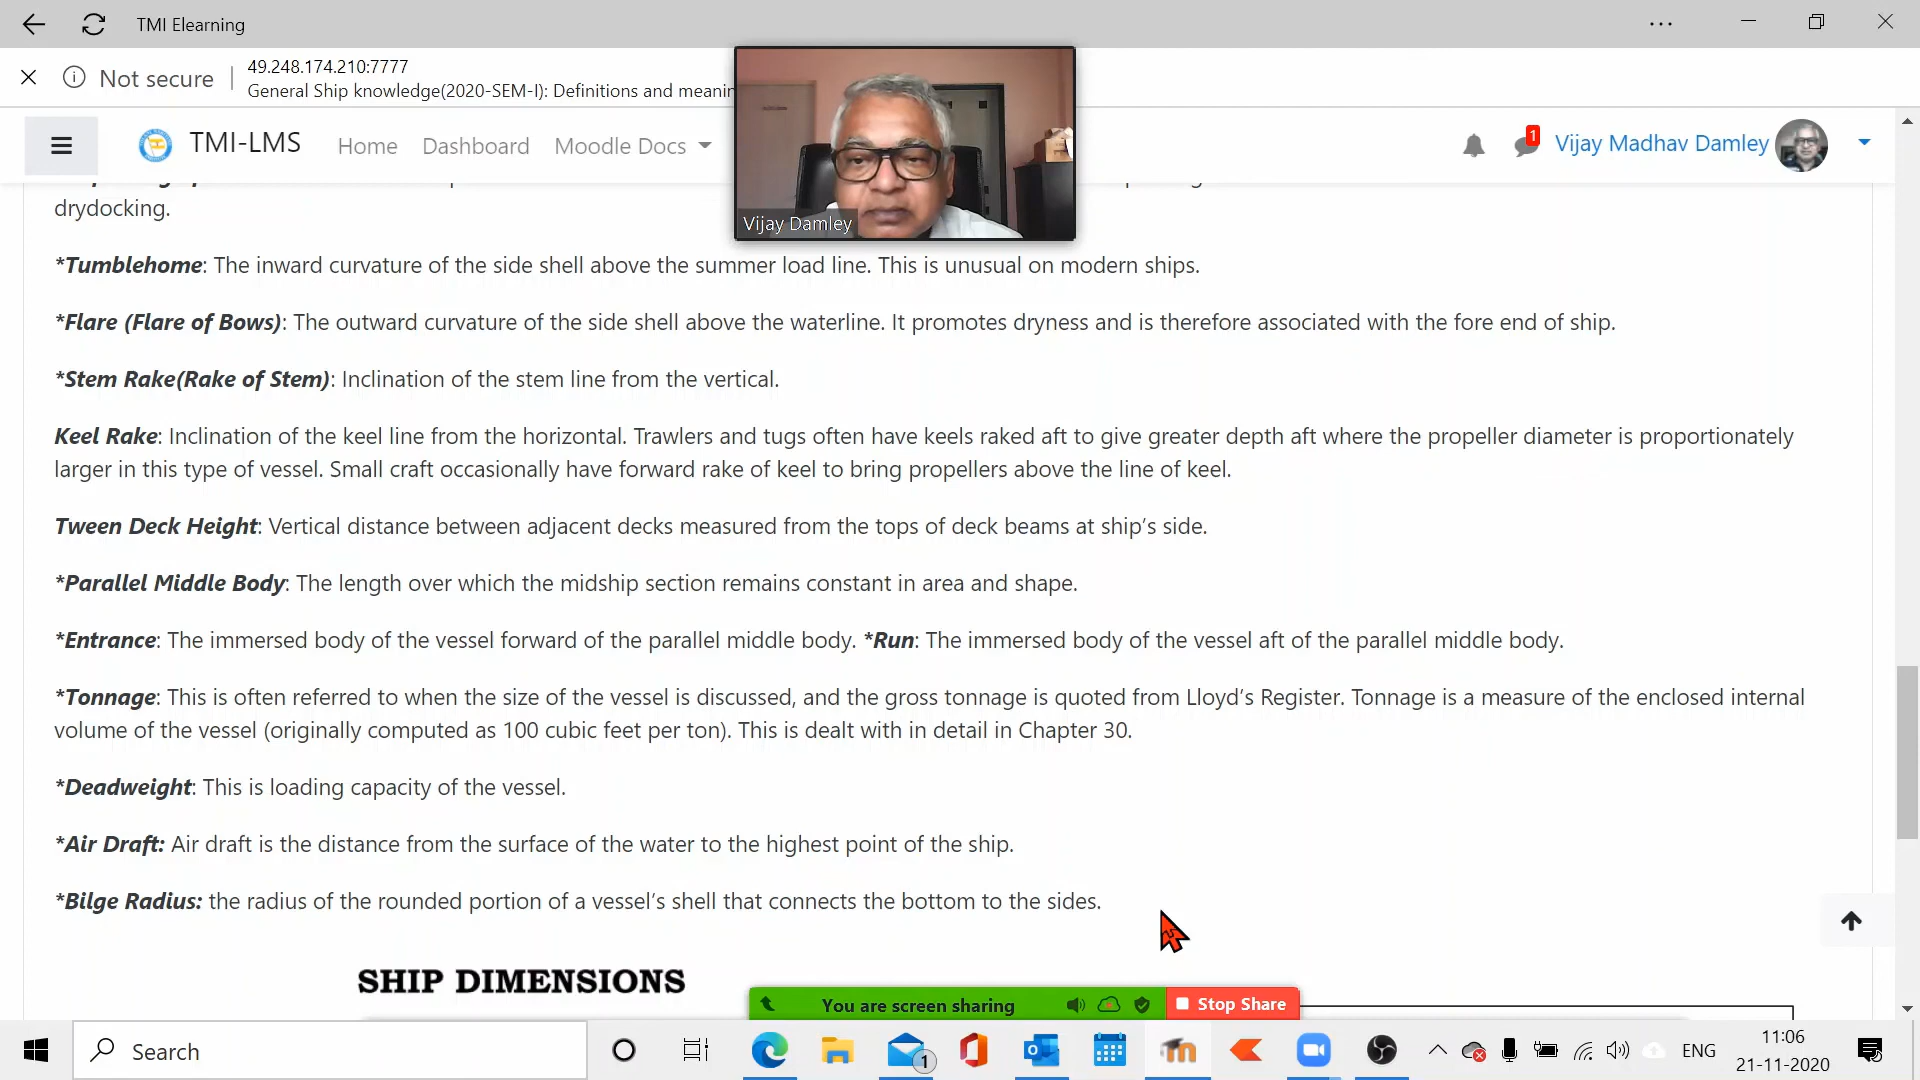 TMI Elearning
Not secure
49.248.174.210:7777
General Ship knowledge(2020-SEM-I): Definitions and meanin
TMI-LMS
Home
Dashboard
Moodle Docs
1
Vijay Madhav Damley
Vijay Damley
drydocking.
*Tumblehome: The inward curvature of the side shell above the summer load line. This is unusual on modern ships.
*Flare (Flare of Bows): The outward curvature of the side shell above the waterline. It promotes dryness and is therefore associated with the fore end of ship.
*Stem Rake(Rake of Stem): Inclination of the stem line from the vertical.
Keel Rake: Inclination of the keel line from the horizontal. Trawlers and tugs often have keels raked aft to give greater depth aft where the propeller diameter is proportionately
larger in this type of vessel. Small craft occasionally have forward rake of keel to bring propellers above the line of keel.
Tween Deck Height: Vertical distance between adjacent decks measured from the tops of deck beams at ship's side.
*Parallel Middle Body: The length over which the midship section remains constant in area and shape.
*Entrance: The immersed body of the vessel forward of the parallel middle body. *Run: The immersed body of the vessel aft of the parallel middle body.
*Tonnage: This is often referred to when the size of the vessel is discussed, and the gross tonnage is quoted from Lloyd's Register. Tonnage is a measure of the enclosed internal
volume of the vessel (originally computed as 100 cubic feet per ton). This is dealt with in detail in Chapter 30.
*Deadweight: This is loading capacity of the vessel.
*Air Draft: Air draft is the distance from the surface of the water to the highest point of the ship.
*Bilge Radius: the radius of the rounded portion of a vessel's shell that connects the bottom to the sides.
SHIP DIMENSIONS
You are screen sharing
Stop Share
Search
1
ENG
11:06
21-11-2020